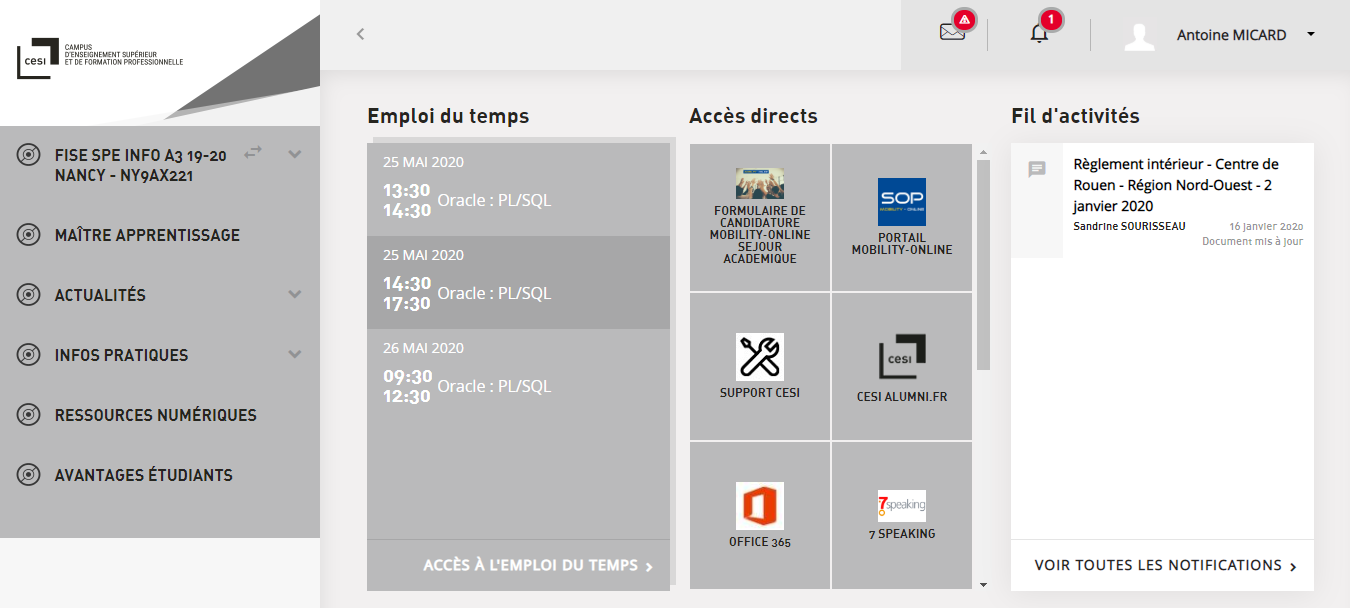 cesi
CAMPUS
D'ENSEIGNEMENT SUPÉRIEUR
ET DE FORMATION PROFESSIONNELLE
1
Antoine MICARD
FISE SPE INFO A3 19-20
NANCY - NY9AX221
MAÎTRE APPRENTISSAGE
ACTUALITÉS
INFOS PRATIQUES
RESSOURCES NUMÉRIQUES
AVANTAGES ÉTUDIANTS
Emploi du temps
25 MAI 2020
13:30
14:30
Oracle : PL/SQL
25 MAI 2020
14:30
17:30
Oracle : PL/SQL
26 MAI 2020
09:30
12:30
Oracle : PL/SQL
ACCÈS À L'EMPLOI DU TEMPS
Accès directs
FORMULAIRE DE
CANDIDATURE
MOBILITY-ONLINE
SEJOUR
ACADEMIQUE
SOP
MOBILITY-ONLINE
PORTAIL
MOBILITY-ONLINE
SUPPORT CESI
cesi
CESI ALUMNI.FR
OFFICE 365
7speaking
7 SPEAKING
Fil d'activités
Règlement intérieur - Centre de
Rouen - Région Nord-Ouest - 2
janvier 2020
Sandrine SOURISSEAU
16 janvier 2020
Document mis à jour
VOIR TOUTES LES NOTIFICATIONS